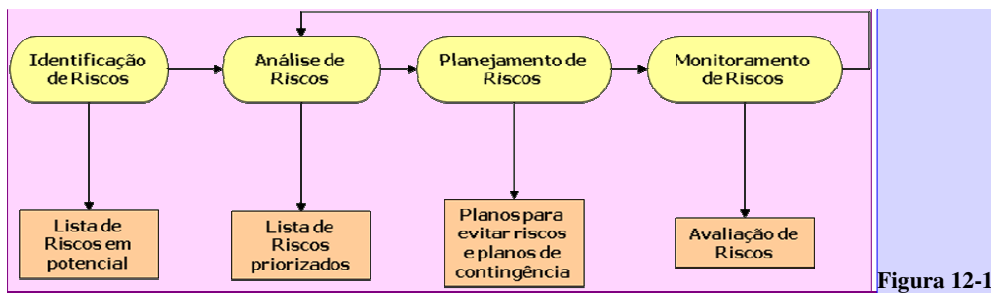 Identificação
de Riscos
Análise de
Riscos
Planejamento de
Riscos
Monitoramento
de Riscos
Lista de
Riscos em
potencial
Lista de
Riscos
priorizados
Planos para
evitar riscos
e planos de
contingência
Avaliação de
Riscos
Figura 12-1